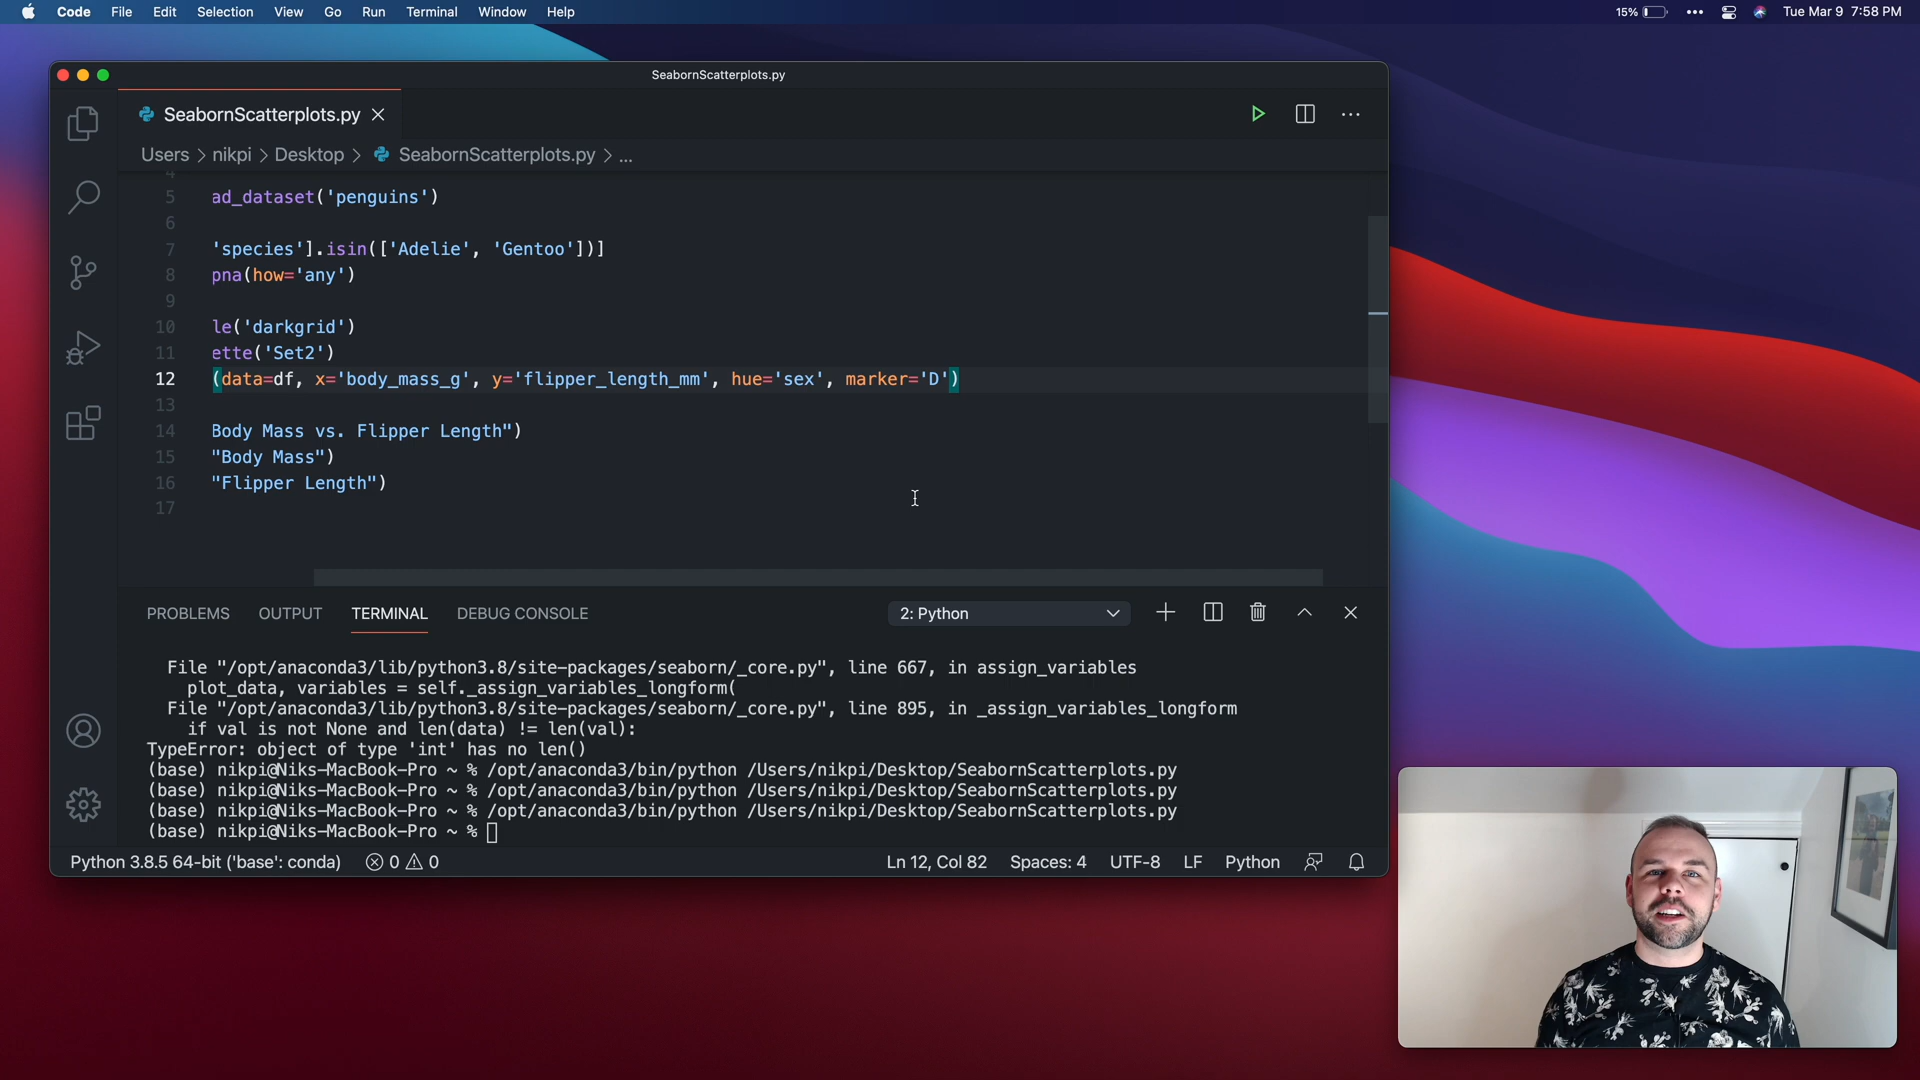 Code File Edit Selection View Go Run Terminal Window Help 15% Tue Mar 9 7:58 PM
SeabornScatterplots.py
SeabornScatterplots.py
Users > nikpi > Desktop > SeabornScatterplots.py > ...
4
5 ad_dataset('penguins')
6
7 'species'].isin(['Adelie', 'Gentoo'])]
8 pna(how='any')
9
10 le('darkgrid')
11 ette('Set2')
12 (data=df, x='body_mass_g', y='flipper_length_mm', hue='sex', marker='D')
13
14 Body Mass vs. Flipper Length")
15 "Body Mass")
16 "Flipper Length")
17
PROBLEMS OUTPUT TERMINAL DEBUG CONSOLE 2: Python
File "/opt/anaconda3/lib/python3.8/site-packages/seaborn/_core.py", line 667, in assign_variables
plot_data, variables = self._assign_variables_longform(
File "/opt/anaconda3/lib/python3.8/site-packages/seaborn/_core.py", line 895, in _assign_variables_longform
if val is not None and len(data) != len(val):
TypeError: object of type 'int' has no len()
(base) nikpi@Niks-MacBook-Pro ~ % /opt/anaconda3/bin/python /Users/nikpi/Desktop/SeabornScatterplots.py
(base) nikpi@Niks-MacBook-Pro ~ % /opt/anaconda3/bin/python /Users/nikpi/Desktop/SeabornScatterplots.py
(base) nikpi@Niks-MacBook-Pro ~ % /opt/anaconda3/bin/python /Users/nikpi/Desktop/SeabornScatterplots.py
(base) nikpi@Niks-MacBook-Pro ~ %
Python 3.8.5 64-bit ('base': conda) 0 0 Ln 12, Col 82 Spaces: 4 UTF-8 LF Python